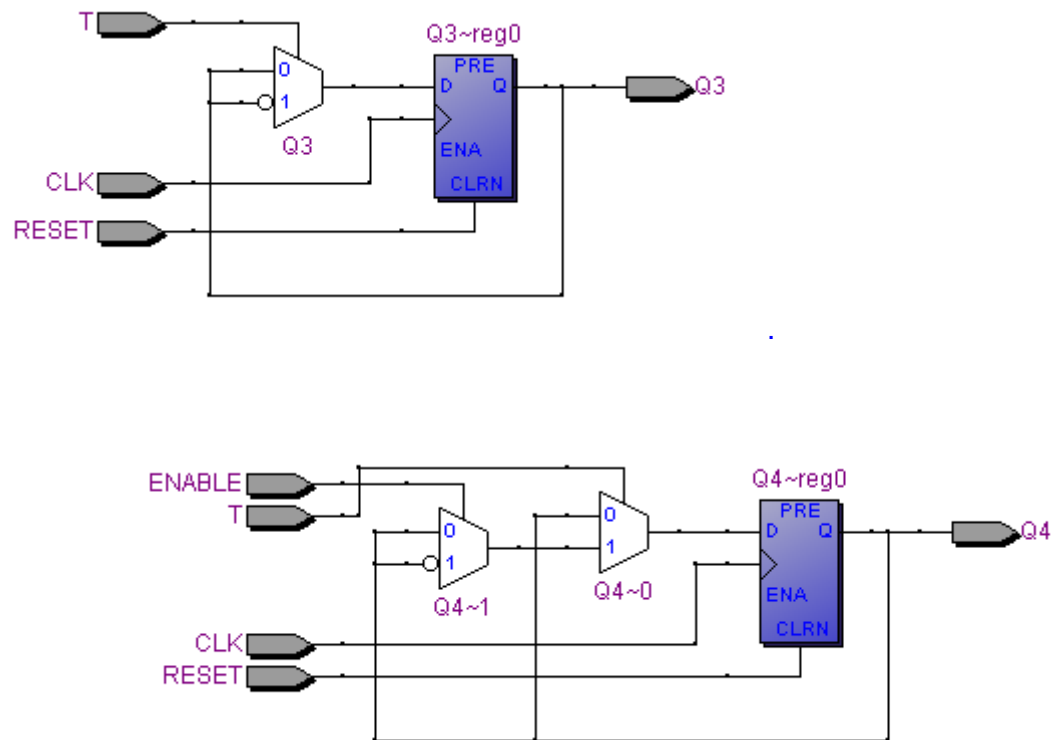 T
Q3~reg0
PRE
0
D
Q
Q3
1
Q3
ENA
CLK
CLRN
RESET
.
ENABLE
Q4~reg0
T
PRE
0
0
D
Q
Q4
1
1
Q4~1
Q4~0
ENA
CLRN
CLK
RESET